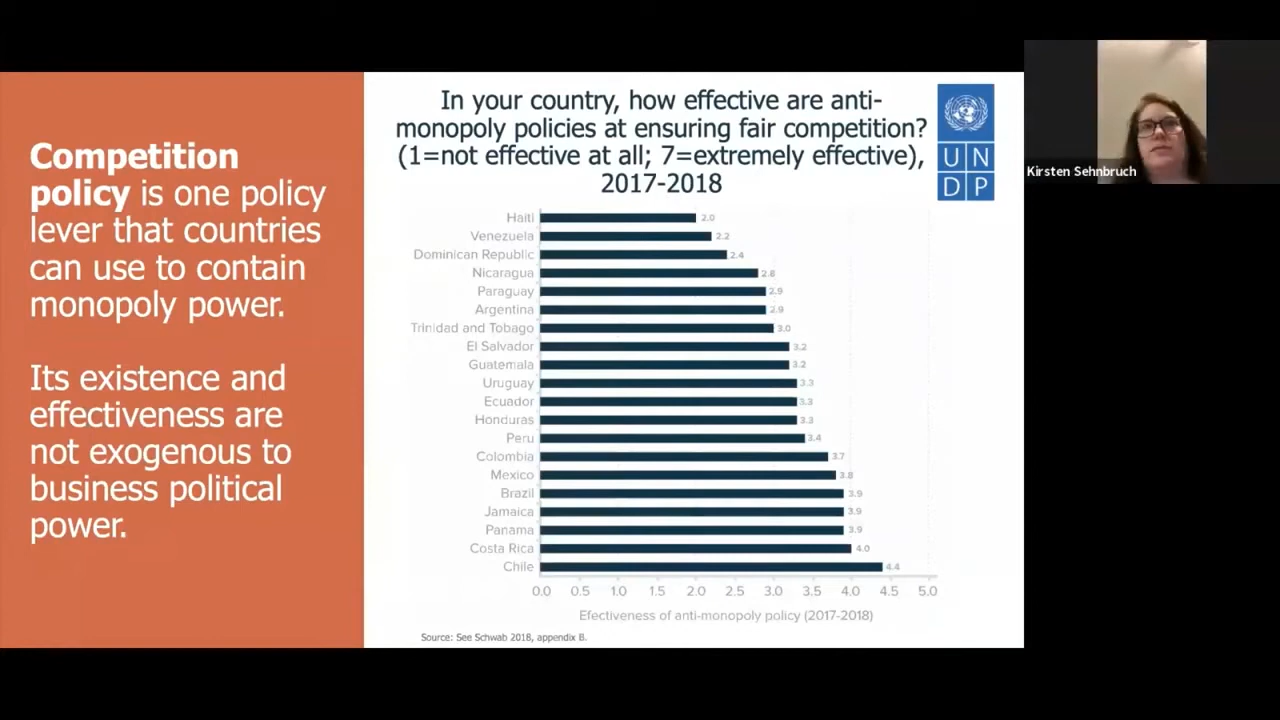 Competition
policy is one policy
lever that countries
can use to contain
monopoly power.
Its existence and
effectiveness are
not exogenous to
business political
power.
In your country, how effective are anti-
monopoly policies at ensuring fair competition?
(1=not effective at all; 7=extremely effective),
2017-2018
U N
D P
Haiti 2.0
Venezuela 2.2
Dominican Republic 2.4
Nicaragua 2.8
Paraguay 2.9
Argentina 2.9
Trinidad and Tobago 3.0
El Salvador 3.2
Guatemala 3.2
Uruguay 3.3
Ecuador 3.3
Honduras 3.3
Peru 3.4
Colombia 3.7
Mexico 3.8
Brazil 3.9
Jamaica 3.9
Panama 3.9
Costa Rica 4.0
Chile 4.4
0.0 0.5 1.0 1.5 2.0 2.5 3.0 3.5 4.0 4.5 5.0
Efectiveness of anti-monopoly policy (2017-2018)
Source: See Schwab 2018, appendix B.
Kirsten Sehnbruch